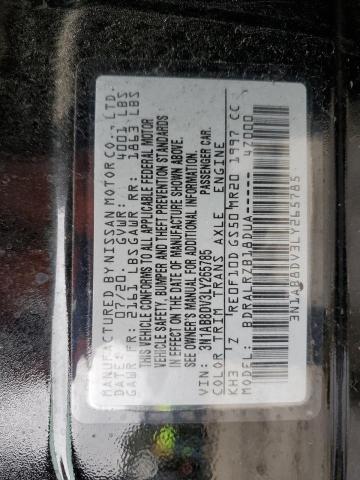 MANUFACTURED BY NISSAN MOTOR CO., LTD.
DATE: 07/20 GVWR: 4001 LBS
GAWR FR: 2161 LBS GAWR RR: 1863 LBS
THIS VEHICLE CONFORMS TO ALL APPLICABLE FEDERAL MOTOR
VEHICLE SAFETY, BUMPER AND THEFT PREVENTION STANDARDS
IN EFFECT ON THE DATE OF MANUFACTURE SHOWN ABOVE.
SEE OWNER'S MANUAL FOR ADDITIONAL INFORMATION
VIN: 3N1AB8DV3LY265785 PASSENGER CAR.
COLOR TRIM TRANS AXLE ENGINE
KH3 Z RE0F10D GS50 MR20 1997 CC
MODEL: BDRALRZB18DUA----- 4Z000
3N1AB8DV3LY265785